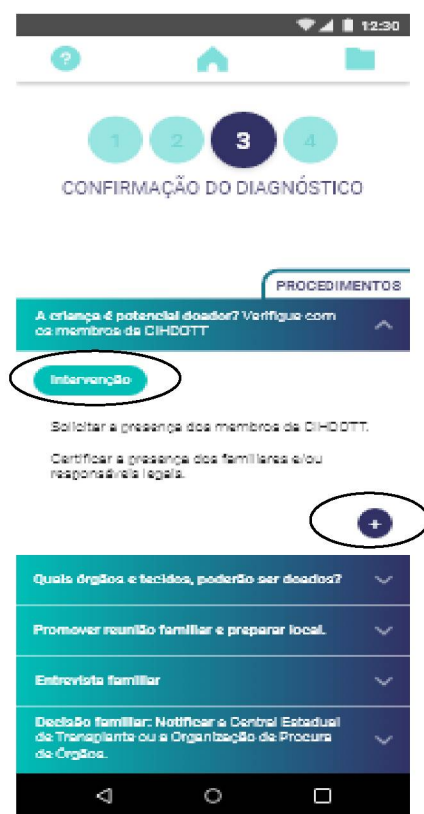 12:30
?
1 2 3 4
CONFIRMAÇÃO DO DIAGNÓSTICO
PROCEDIMENTOS
A criança é potencial doador? Verifique com
os membros da CIHDOTT
Intervenção
Solicitar a presença dos membros da CIHDOTT.
Certificar a presença dos familiares e/ou
responsáveis legais.
+
Quais órgãos e tecidos, poderão ser doados?
Promover reunião familiar e preparar local.
Entrevista familiar
Decisão familiar: Notificar a Central Estadual
de Transplante ou a Organização de Procura
de Órgãos.